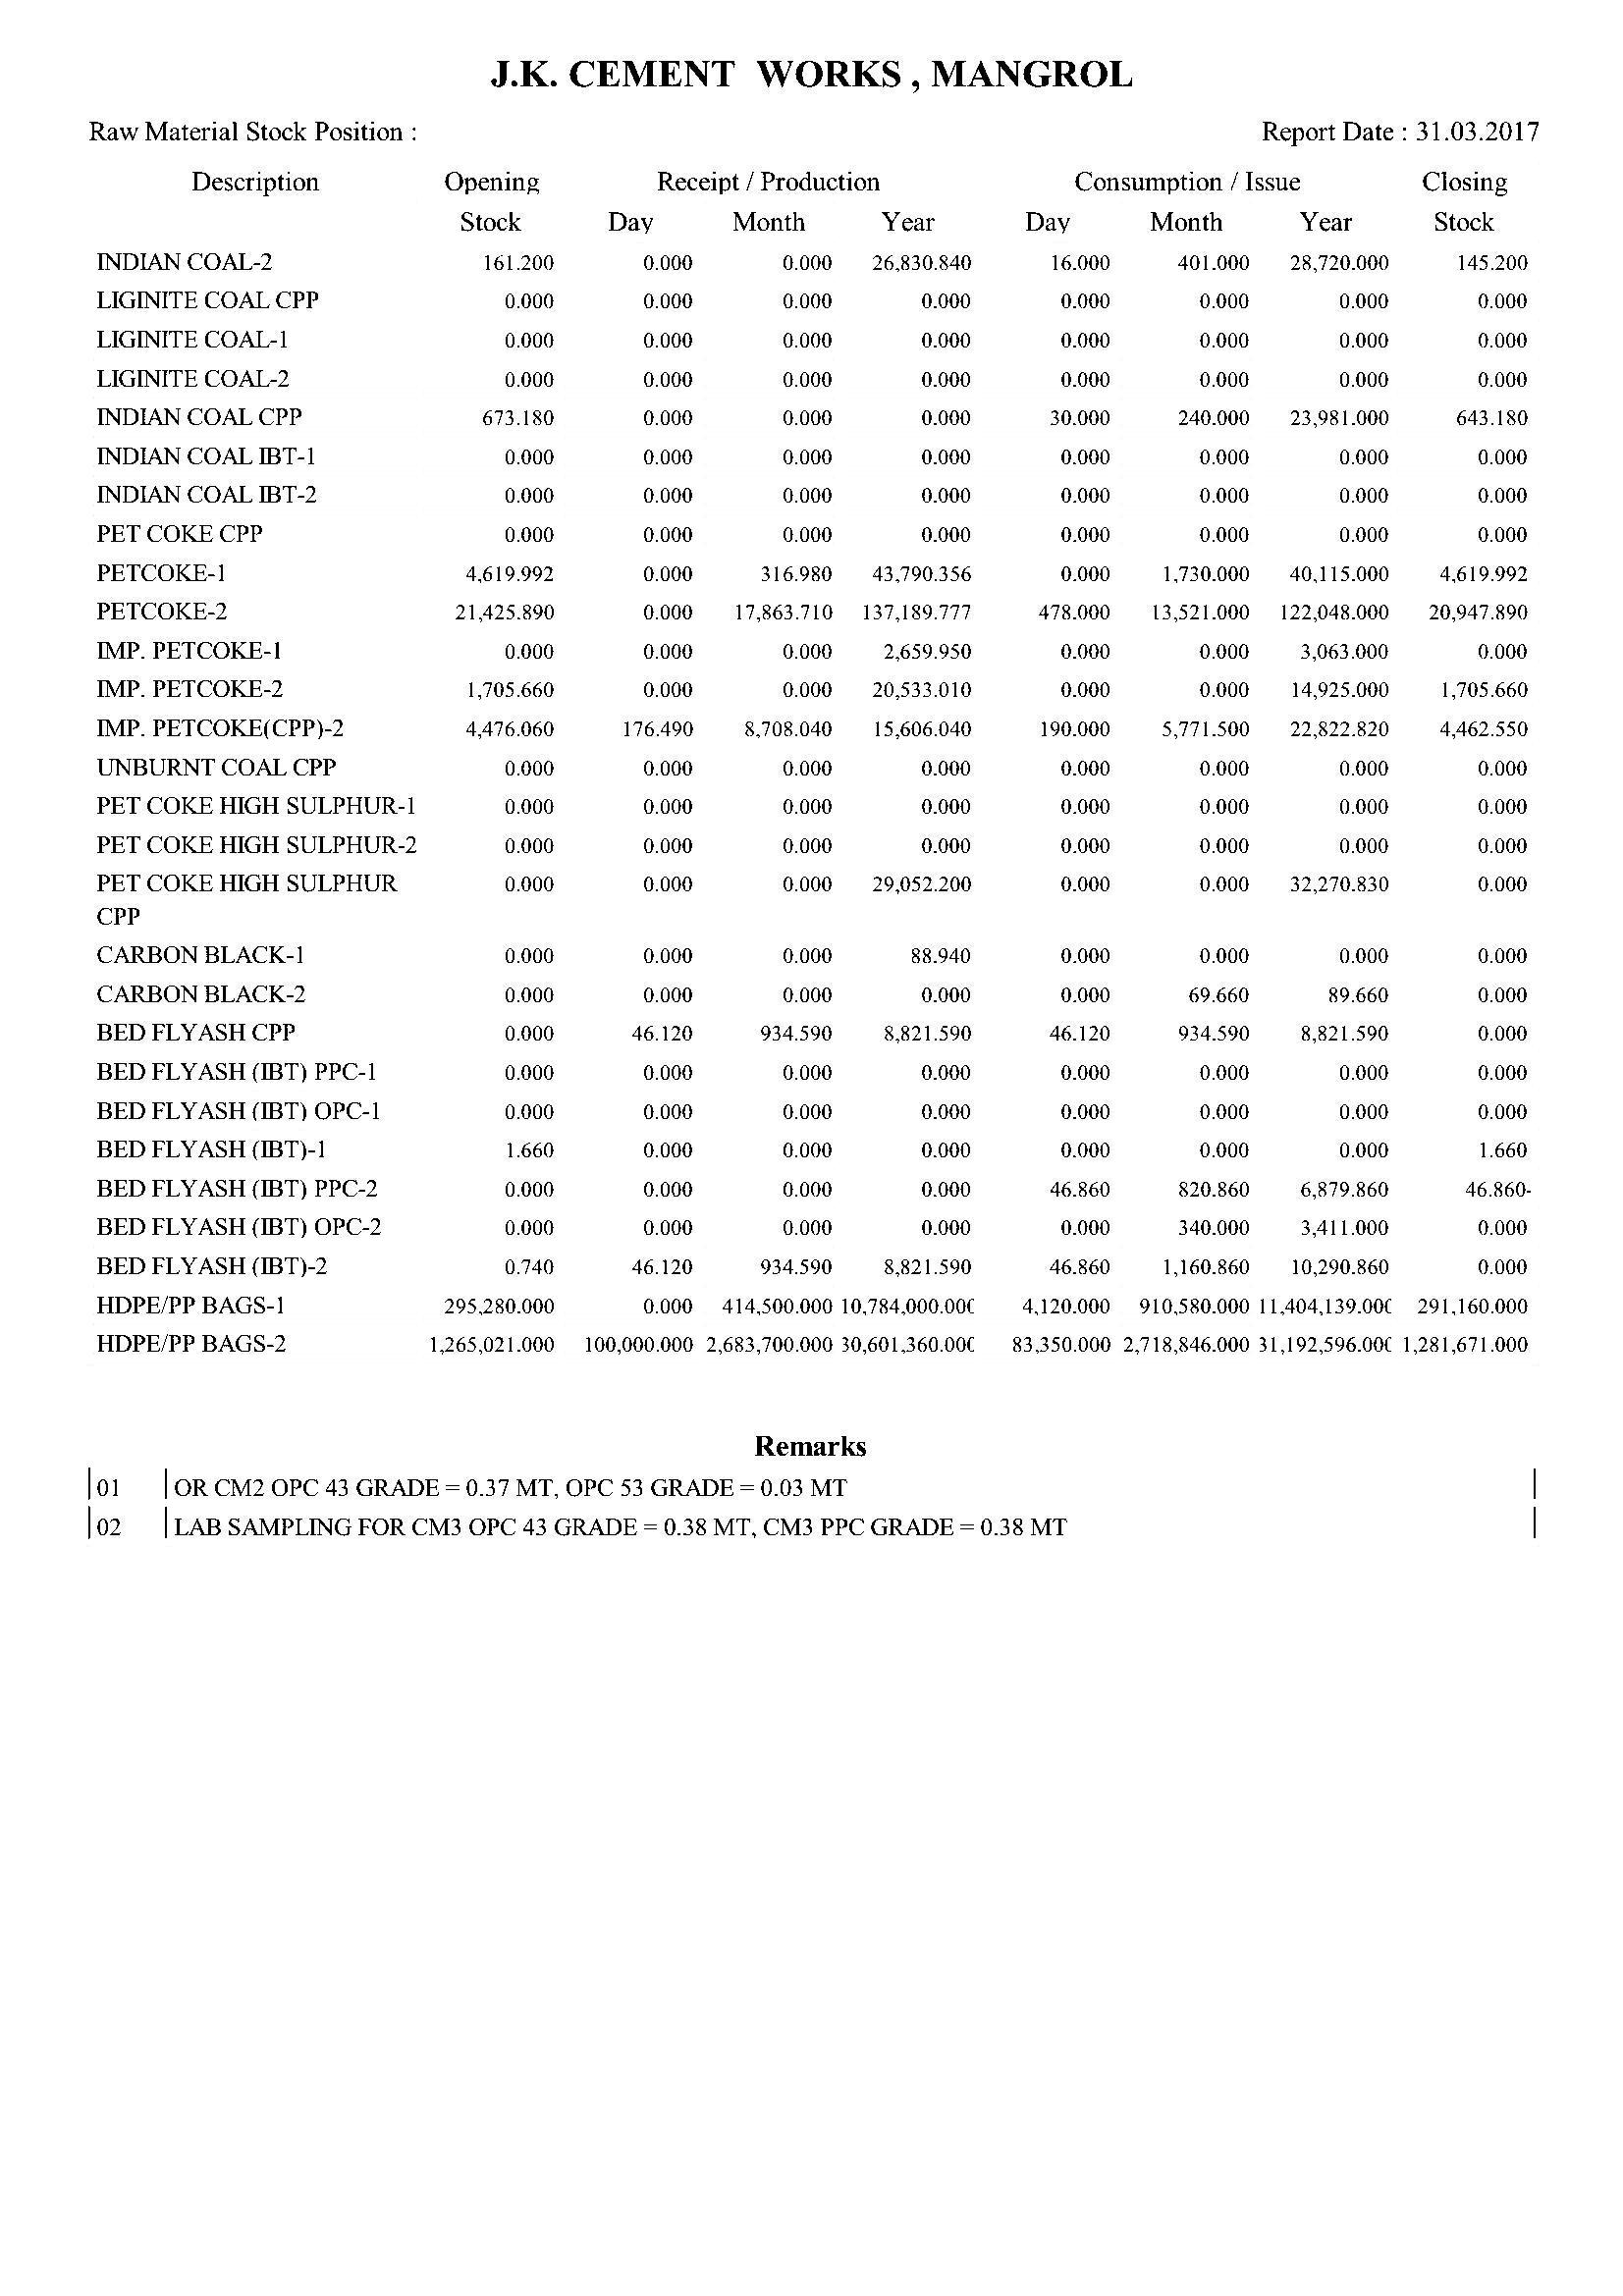 J.K. CEMENT WORKS , MANGROL
Raw Material Stock Position : Report Date : 31.03.2017
Description Opening Receipt / Production Consumption / Issue Closing
Stock Day Month Year Day Month Year Stock
INDIAN COAL-2 161.200 0.000 0.000 26,830.840 16.000 401.000 28,720.000 145.200
LIGINITE COAL CPP 0.000 0.000 0.000 0.000 0.000 0.000 0.000 0.000
LIGINITE COAL-1 0.000 0.000 0.000 0.000 0.000 0.000 0.000 0.000
LIGINITE COAL-2 0.000 0.000 0.000 0.000 0.000 0.000 0.000 0.000
INDIAN COAL CPP 673.180 0.000 0.000 0.000 30.000 240.000 23,981.000 643.180
INDIAN COAL IBT-1 0.000 0.000 0.000 0.000 0.000 0.000 0.000 0.000
INDIAN COAL IBT-2 0.000 0.000 0.000 0.000 0.000 0.000 0.000 0.000
PET COKE CPP 0.000 0.000 0.000 0.000 0.000 0.000 0.000 0.000
PETCOKE-1 4,619.992 0.000 316.980 43,790.356 0.000 1,730.000 40,115.000 4,619.992
PETCOKE-2 21,425.890 0.000 17,863.710 137,189.777 478.000 13,521.000 122,048.000 20,947.890
IMP. PETCOKE-1 0.000 0.000 0.000 2,659.950 0.000 0.000 3,063.000 0.000
IMP. PETCOKE-2 1,705.660 0.000 0.000 20,533.010 0.000 0.000 14,925.000 1,705.660
IMP. PETCOKE(CPP)-2 4,476.060 176.490 8,708.040 15,606.040 190.000 5,771.500 22,822.820 4,462.550
UNBURNT COAL CPP 0.000 0.000 0.000 0.000 0.000 0.000 0.000 0.000
PET COKE HIGH SULPHUR-1 0.000 0.000 0.000 0.000 0.000 0.000 0.000 0.000
PET COKE HIGH SULPHUR-2 0.000 0.000 0.000 0.000 0.000 0.000 0.000 0.000
PET COKE HIGH SULPHUR 0.000 0.000 0.000 29,052.200 0.000 0.000 32,270.830 0.000
CPP
CARBON BLACK-1 0.000 0.000 0.000 88.940 0.000 0.000 0.000 0.000
CARBON BLACK-2 0.000 0.000 0.000 0.000 0.000 69.660 89.660 0.000
BED FLYASH CPP 0.000 46.120 934.590 8,821.590 46.120 934.590 8,821.590 0.000
BED FLYASH (IBT) PPC-1 0.000 0.000 0.000 0.000 0.000 0.000 0.000 0.000
BED FLYASH (IBT) OPC-1 0.000 0.000 0.000 0.000 0.000 0.000 0.000 0.000
BED FLYASH (IBT)-1 1.660 0.000 0.000 0.000 0.000 0.000 0.000 1.660
BED FLYASH (IBT) PPC-2 0.000 0.000 0.000 0.000 46.860 820.860 6,879.860 46.860-
BED FLYASH (IBT) OPC-2 0.000 0.000 0.000 0.000 0.000 340.000 3,411.000 0.000
BED FLYASH (IBT)-2 0.740 46.120 934.590 8,821.590 46.860 1,160.860 10,290.860 0.000
HDPE/PP BAGS-1 295,280.000 0.000 414,500.000 10,784,000.000 4,120.000 910,580.000 11,404,139.000 291,160.000
HDPE/PP BAGS-2 1,265,021.000 100,000.000 2,683,700.000 30,601,360.000 83,350.000 2,718,846.000 31,192,596.000 1,281,671.000
Remarks
01 OR CM2 OPC 43 GRADE = 0.37 MT, OPC 53 GRADE = 0.03 MT
02 LAB SAMPLING FOR CM3 OPC 43 GRADE = 0.38 MT, CM3 PPC GRADE = 0.38 MT